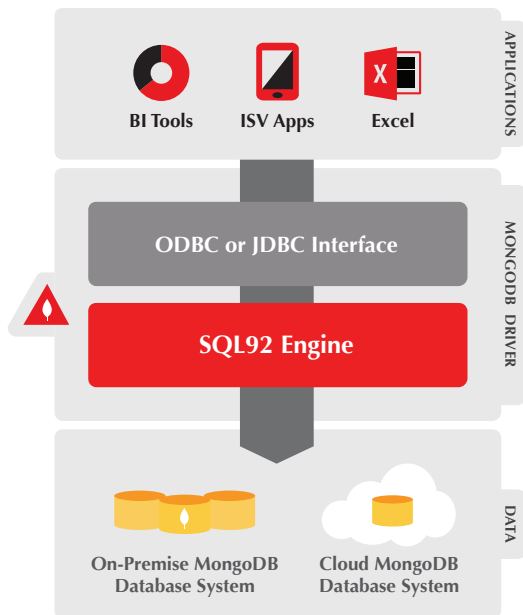 APPLICATIONS
BI Tools
ISV Apps
Excel
X
MONGODB DRIVER
ODBC or JDBC Interface
SQL92 Engine
DATA
On-Premise MongoDB
Database System
Cloud MongoDB
Database System